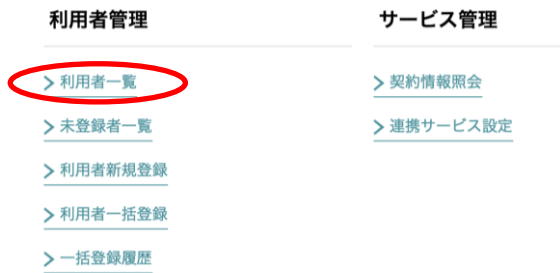 利用者管理
利用者一覧
未登録者一覧
利用者新規登録
利用者一括登録
一括登録履歴
サービス管理
契約情報照会
連携サービス設定